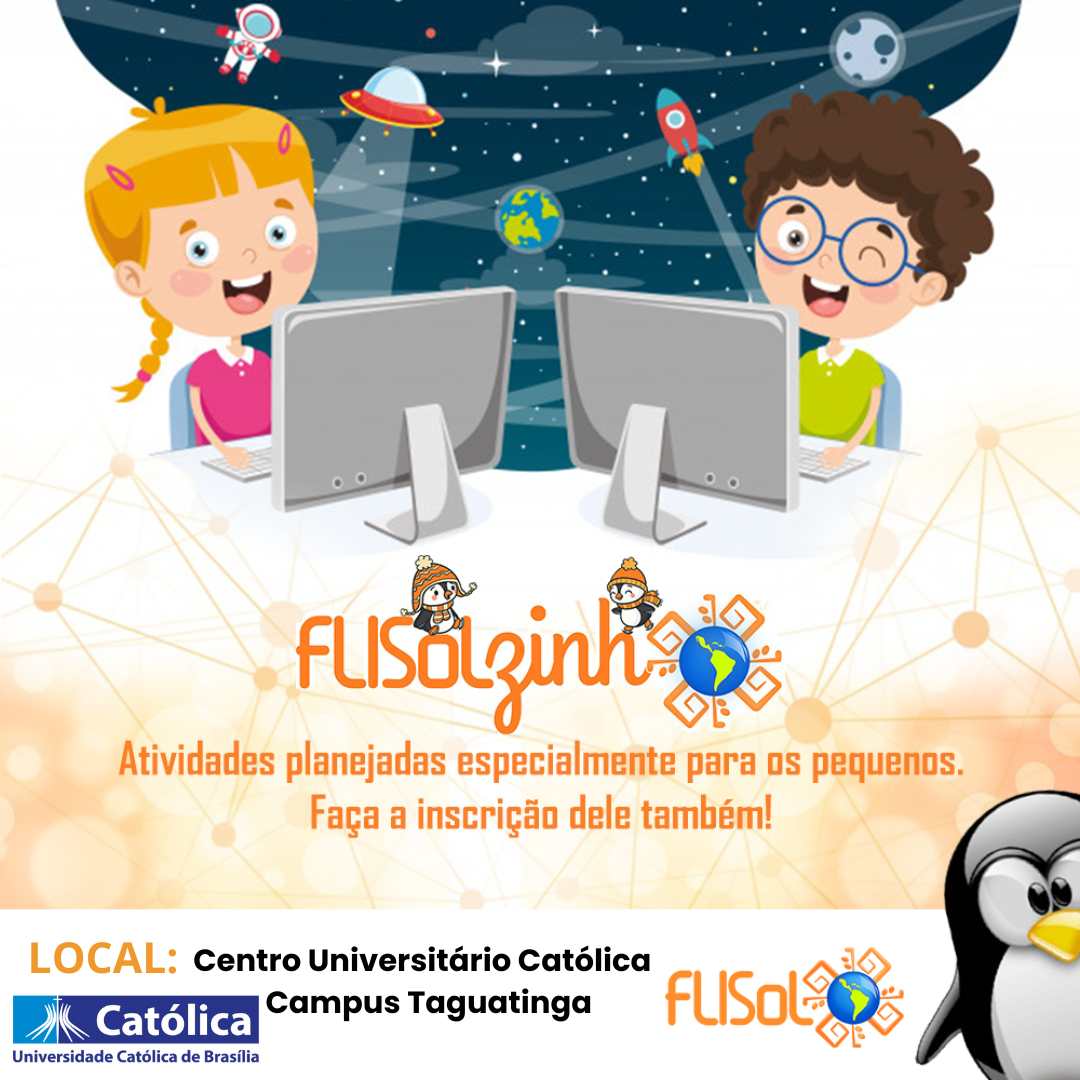 FLISolzinho
Atividades planejadas especialmente para os pequenos.
Faça a inscrição dele também!
LOCAL: Centro Universitário Católica
Campus Taguatinga
Católica
Universidade Católica de Brasília
FLISoL